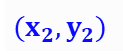 (x₂, y₂)